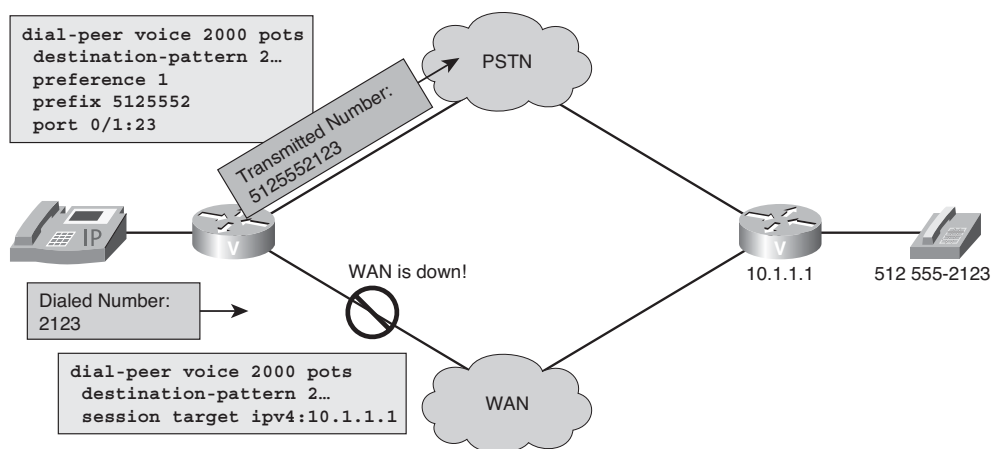 dial-peer voice 2000 pots
destination-pattern 2…
preference 1
prefix 5125552
port 0/1:23
PSTN
Transmitted Number:
5125552123
IP
V
V
10.1.1.1
512 555-2123
WAN is down!
Dialed Number:
2123
dial-peer voice 2000 pots
destination-pattern 2…
session target ipv4:10.1.1.1
WAN